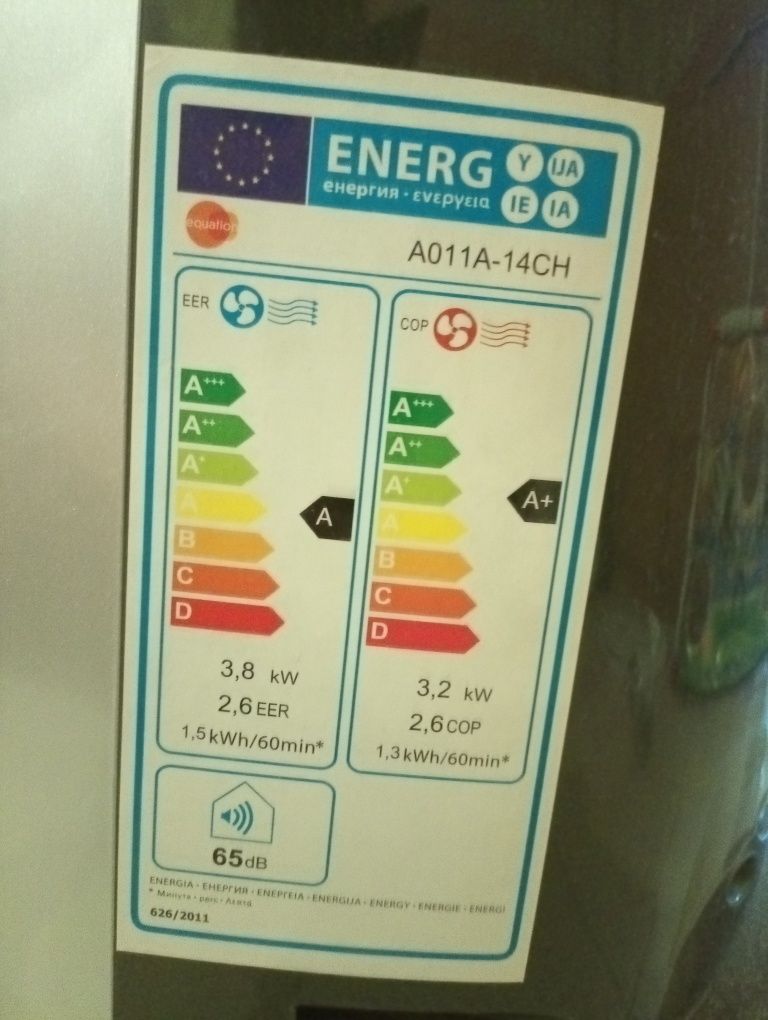 ENERG Y IJA
енергия · ενεργεια IE IA
equation
A011A-14CH
EER
A+++
A++
A+
A
B
C
D
A
3,8 kW
2,6 EER
1,5 kWh/60min*
COP
A+++
A++
A+
A
B
C
D
A+
3,2 kW
2,6 COP
1,3 kWh/60min*
65 dB
ENERGIA · ЕНЕРГИЯ · ΕΝΕΡΓΕΙΑ · ENERGIJA · ENERGY · ENERGIE · ENERGI
626/2011